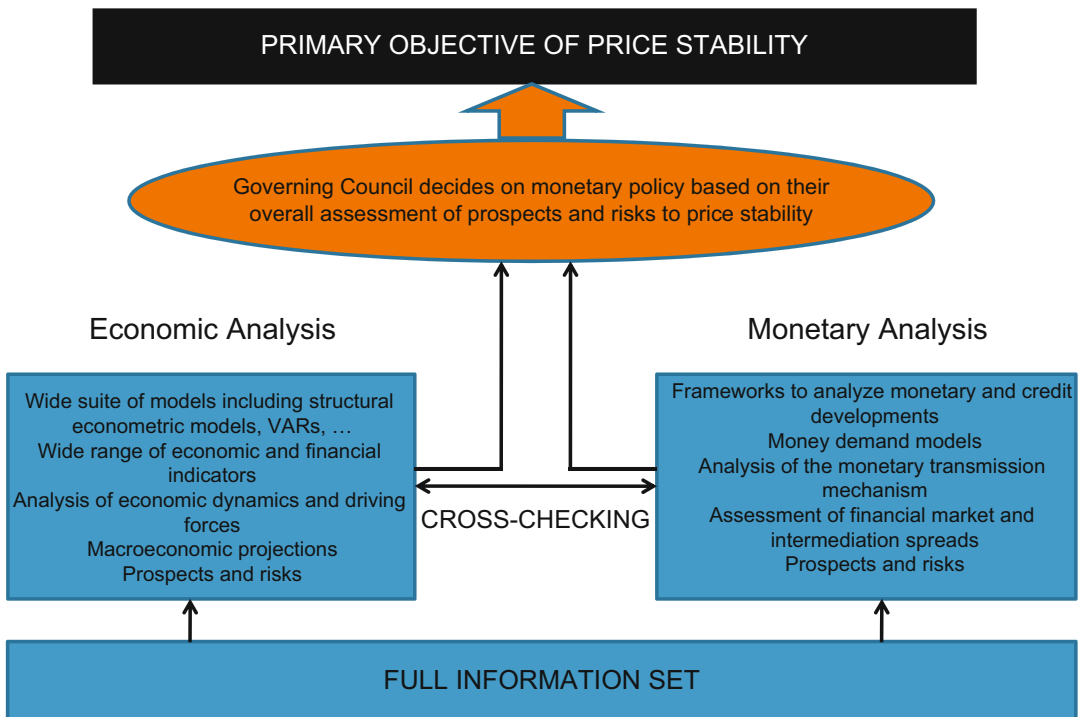 PRIMARY OBJECTIVE OF PRICE STABILITY
Governing Council decides on monetary policy based on their
overall assessment of prospects and risks to price stability
Economic Analysis
Monetary Analysis
Wide suite of models including structural
econometric models, VARs, …
Wide range of economic and financial
indicators
Analysis of economic dynamics and driving
forces
Macroeconomic projections
Prospects and risks
CROSS-CHECKING
Frameworks to analyze monetary and credit
developments
Money demand models
Analysis of the monetary transmission
mechanism
Assessment of financial market and
intermediation spreads
Prospects and risks
FULL INFORMATION SET